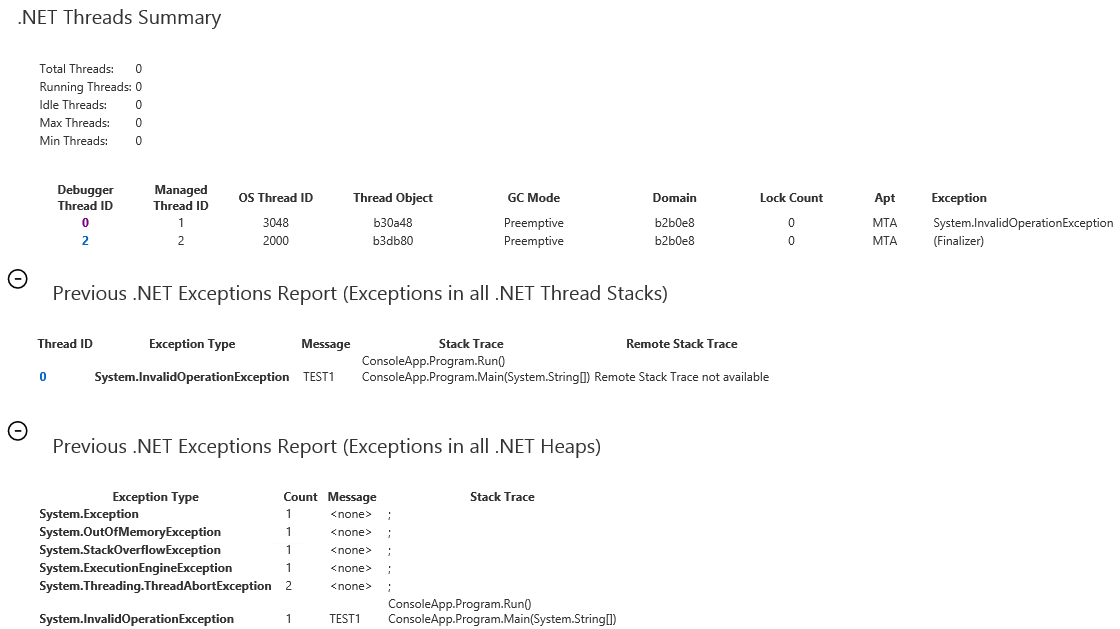 .NET Threads Summary
Total Threads: 0
Running Threads: 0
Idle Threads: 0
Max Threads: 0
Min Threads: 0
Debugger Thread ID Managed Thread ID OS Thread ID Thread Object GC Mode Domain Lock Count Apt Exception
0 1 3048 b30a48 Preemptive b2b0e8 0 MTA System.InvalidOperationException
2 2 2000 b3db80 Preemptive b2b0e8 0 MTA (Finalizer)
Previous .NET Exceptions Report (Exceptions in all .NET Thread Stacks)
Thread ID Exception Type Message Stack Trace Remote Stack Trace
ConsoleApp.Program.Run()
0 System.InvalidOperationException TEST1 ConsoleApp.Program.Main(System.String[]) Remote Stack Trace not available
Previous .NET Exceptions Report (Exceptions in all .NET Heaps)
Exception Type Count Message Stack Trace
System.Exception 1 <none> ;
System.OutOfMemoryException 1 <none> ;
System.StackOverflowException 1 <none> ;
System.ExecutionEngineException 1 <none> ;
System.Threading.ThreadAbortException 2 <none> ;
ConsoleApp.Program.Run()
System.InvalidOperationException 1 TEST1 ConsoleApp.Program.Main(System.String[])